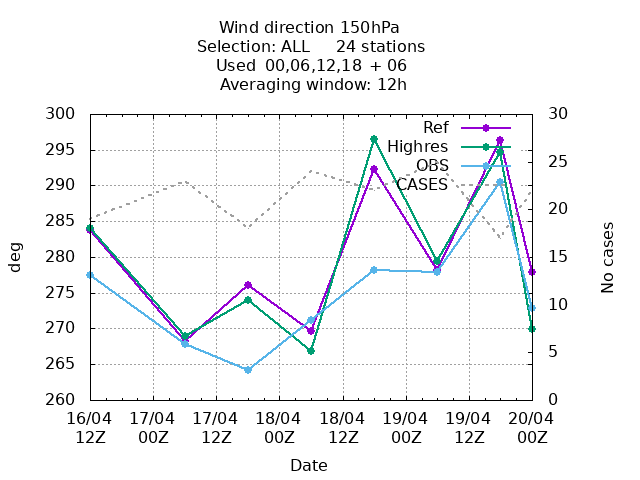 Wind direction 150hPa
Selection: ALL 24 stations
Used 00,06,12,18 + 06
Averaging window: 12h
300
295
290
285
280
275
270
265
260
deg
30
25
20
15
10
5
0
No cases
Ref
Highres
OBS
CASES
16/04 17/04 17/04 18/04 18/04 19/04 19/04 20/04
12Z 00Z 12Z 00Z 12Z 00Z 12Z 00Z
Date